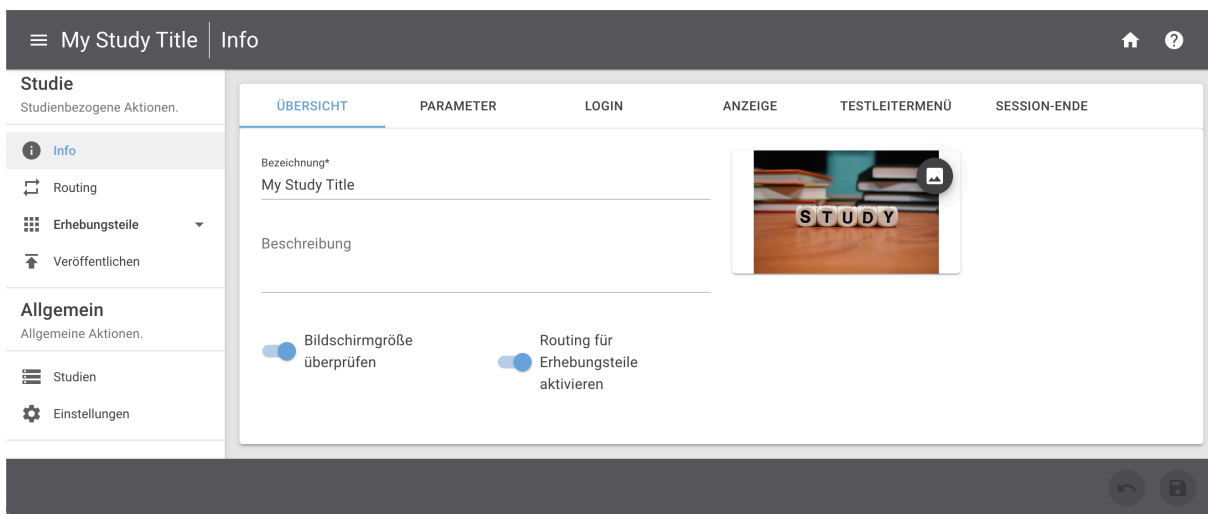 My Study Title Info
Studie
Studienbezogene Aktionen.
Info
Routing
Erhebungsteile
Veröffentlichen
Allgemein
Allgemeine Aktionen.
Studien
Einstellungen
ÜBERSICHT PARAMETER LOGIN ANZEIGE TESTLEITERMENÜ SESSION-ENDE
Bezeichnung*
My Study Title
Beschreibung
Bildschirmgröße
überprüfen
Routing für
Erhebungsteile
aktivieren
STUDY